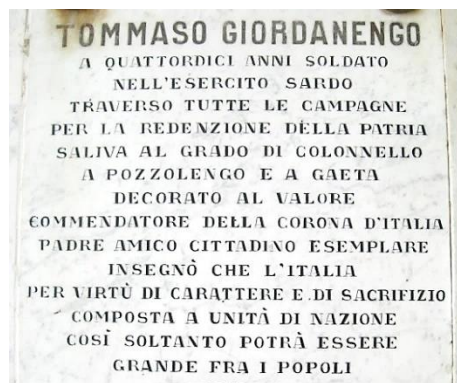 TOMMASO GIORDANENGO
A QUATTORDICI ANNI SOLDATO
NELL'ESERCITO SARDO
TRAVERSO TUTTE LE CAMPAGNE
PER LA REDENZIONE DELLA PATRIA
SALIVA AL GRADO DI COLONNELLO
A POZZOLENGO E A GAETA
DECORATO AL VALORE
COMMENDATORE DELLA CORONA D'ITALIA
PADRE AMICO CITTADINO ESEMPLARE
INSEGNÒ CHE L'ITALIA
PER VIRTÙ DI CARATTERE E DI SACRIFIZIO
COMPOSTA A UNITÀ DI NAZIONE
COSÌ SOLTANTO POTRÀ ESSERE
GRANDE FRA I POPOLI